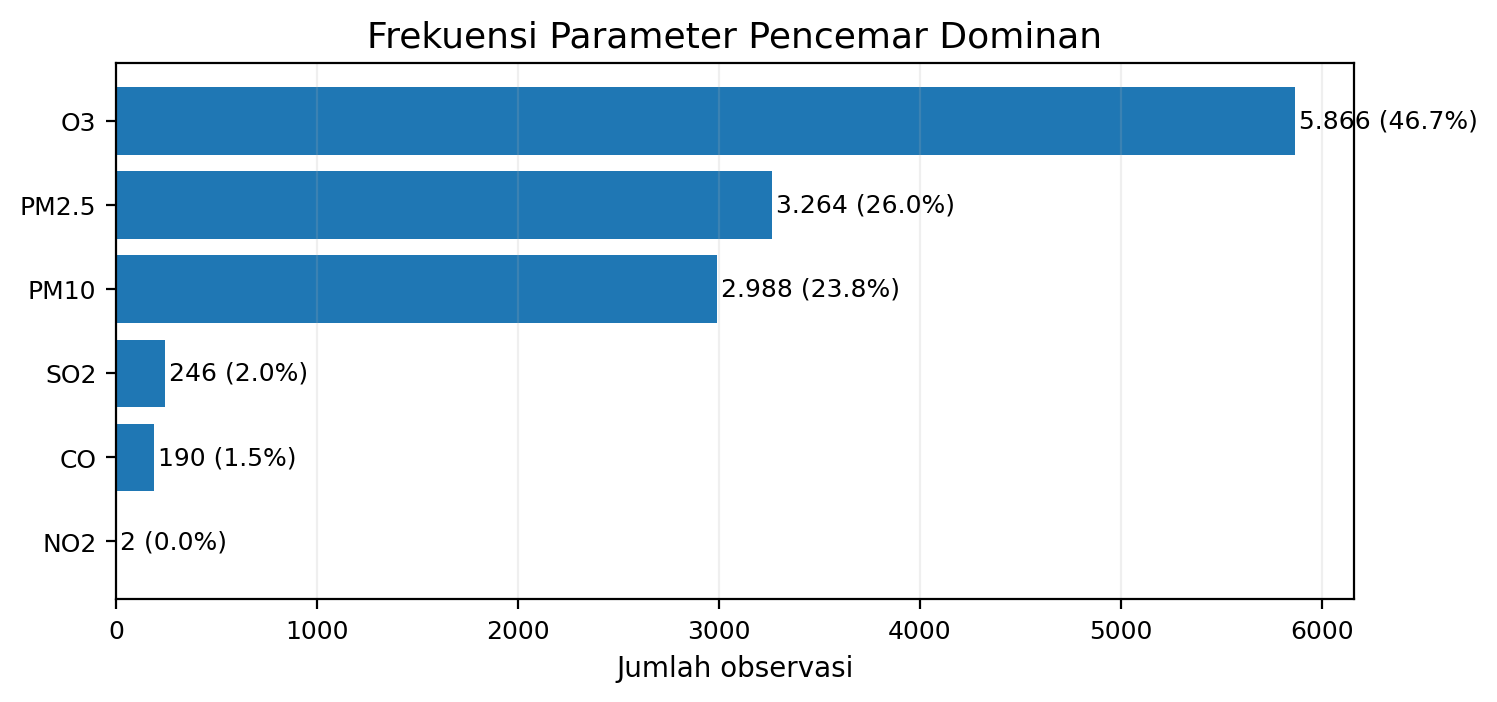 Frekuensi Parameter Pencemar Dominan
O3 5.866 (46.7%)
PM2.5 3.264 (26.0%)
PM10 2.988 (23.8%)
SO2 246 (2.0%)
CO 190 (1.5%)
NO2 2 (0.0%)
0 1000 2000 3000 4000 5000 6000
Jumlah observasi